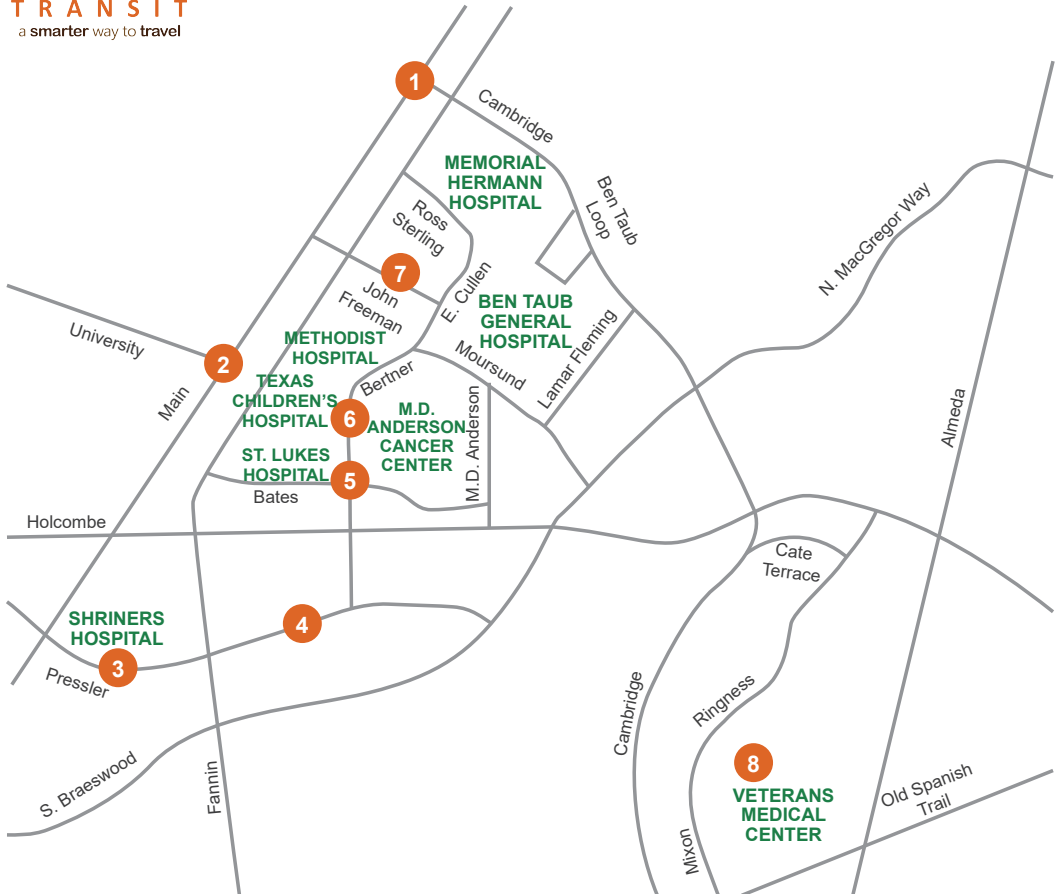 TRANSIT
a smarter way to travel
1
Cambridge
MEMORIAL
HERMANN
HOSPITAL
Ben Taub
Loop
Ross
Sterling
N. MacGregor Way
7
John
Freeman
E. Cullen
BEN TAUB
GENERAL
HOSPITAL
University
METHODIST
HOSPITAL
Moursund
Lamar Fleming
2
Main
TEXAS
CHILDREN'S
HOSPITAL
Bertner
6
M.D.
ANDERSON
CANCER
CENTER
M.D. Anderson
Almeda
ST. LUKES
HOSPITAL
5
Bates
Holcombe
Cate
Terrace
SHRINERS
HOSPITAL
4
3
Pressler
Cambridge
Ringness
S. Braeswood
Fannin
8
VETERANS
MEDICAL
CENTER
Old Spanish
Trail
Mixon